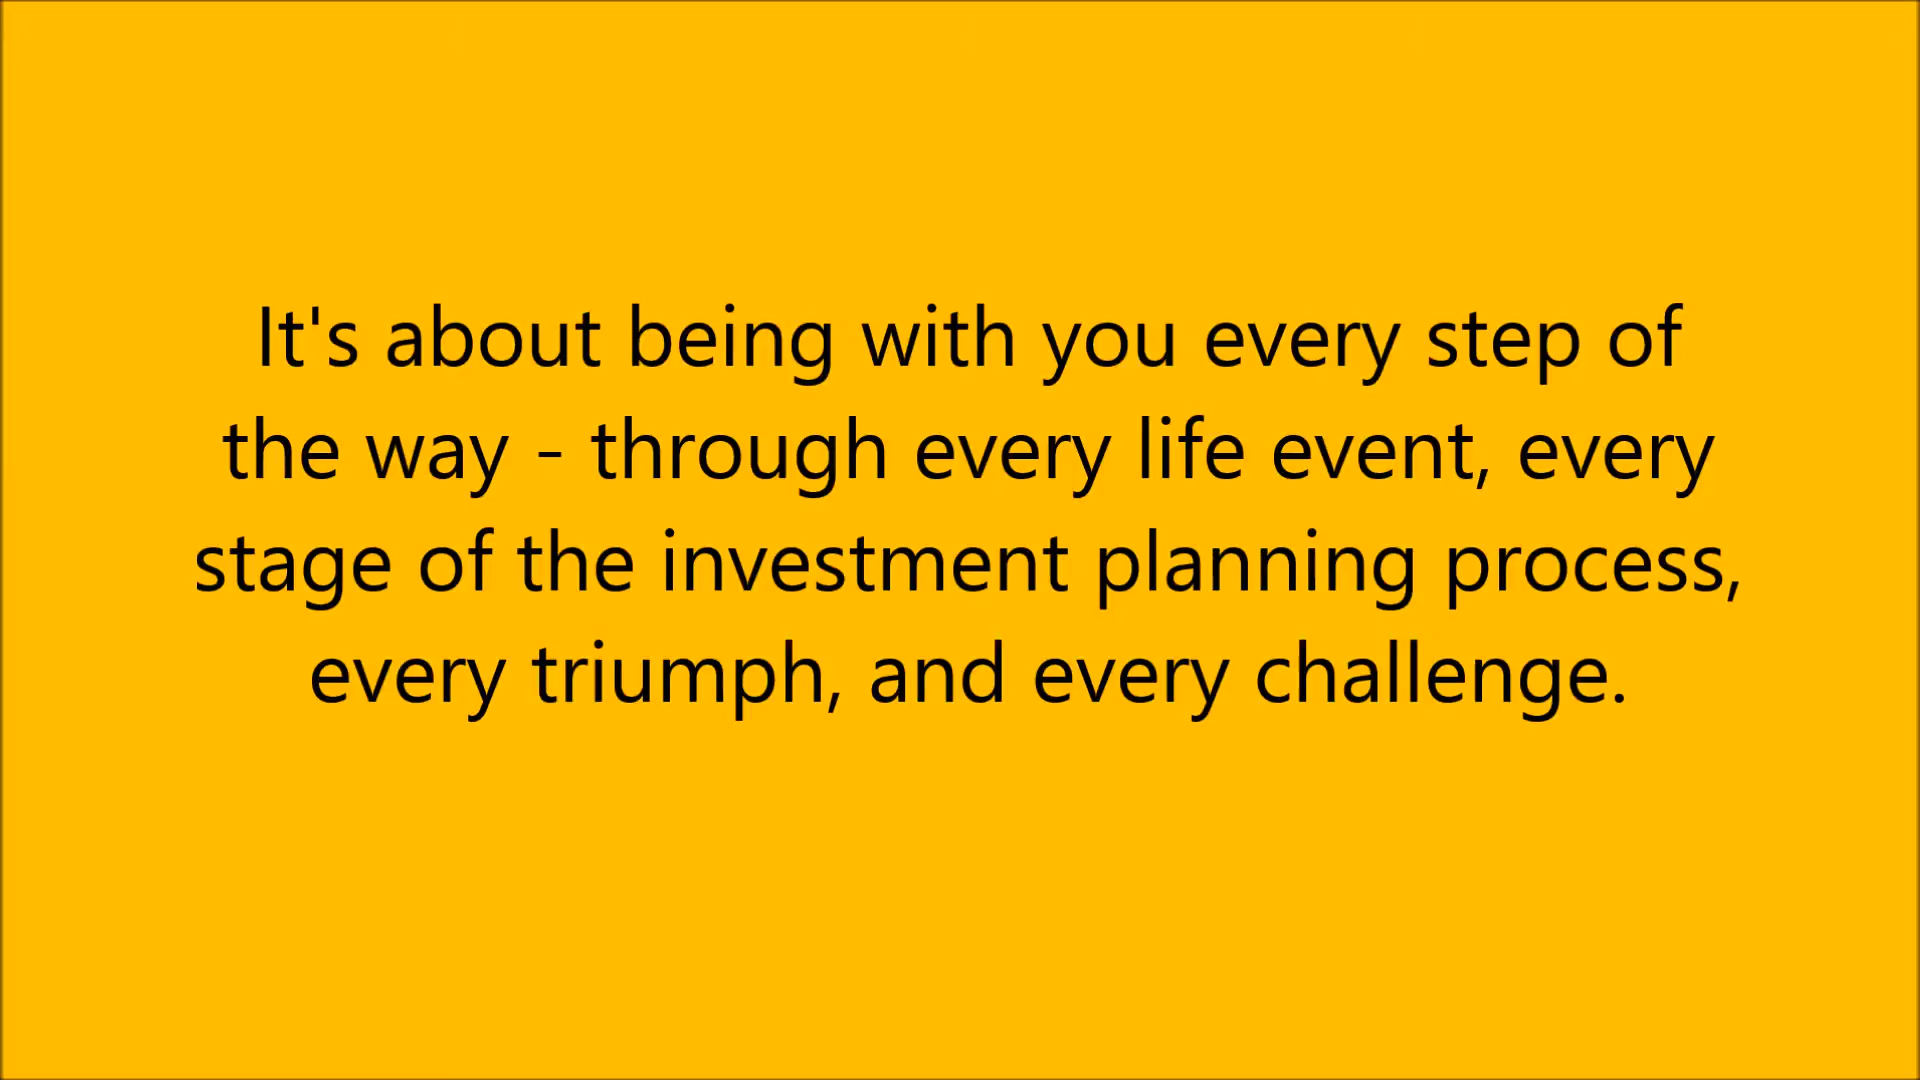 It's about being with you every step of
the way - through every life event, every
stage of the investment planning process,
every triumph, and every challenge.